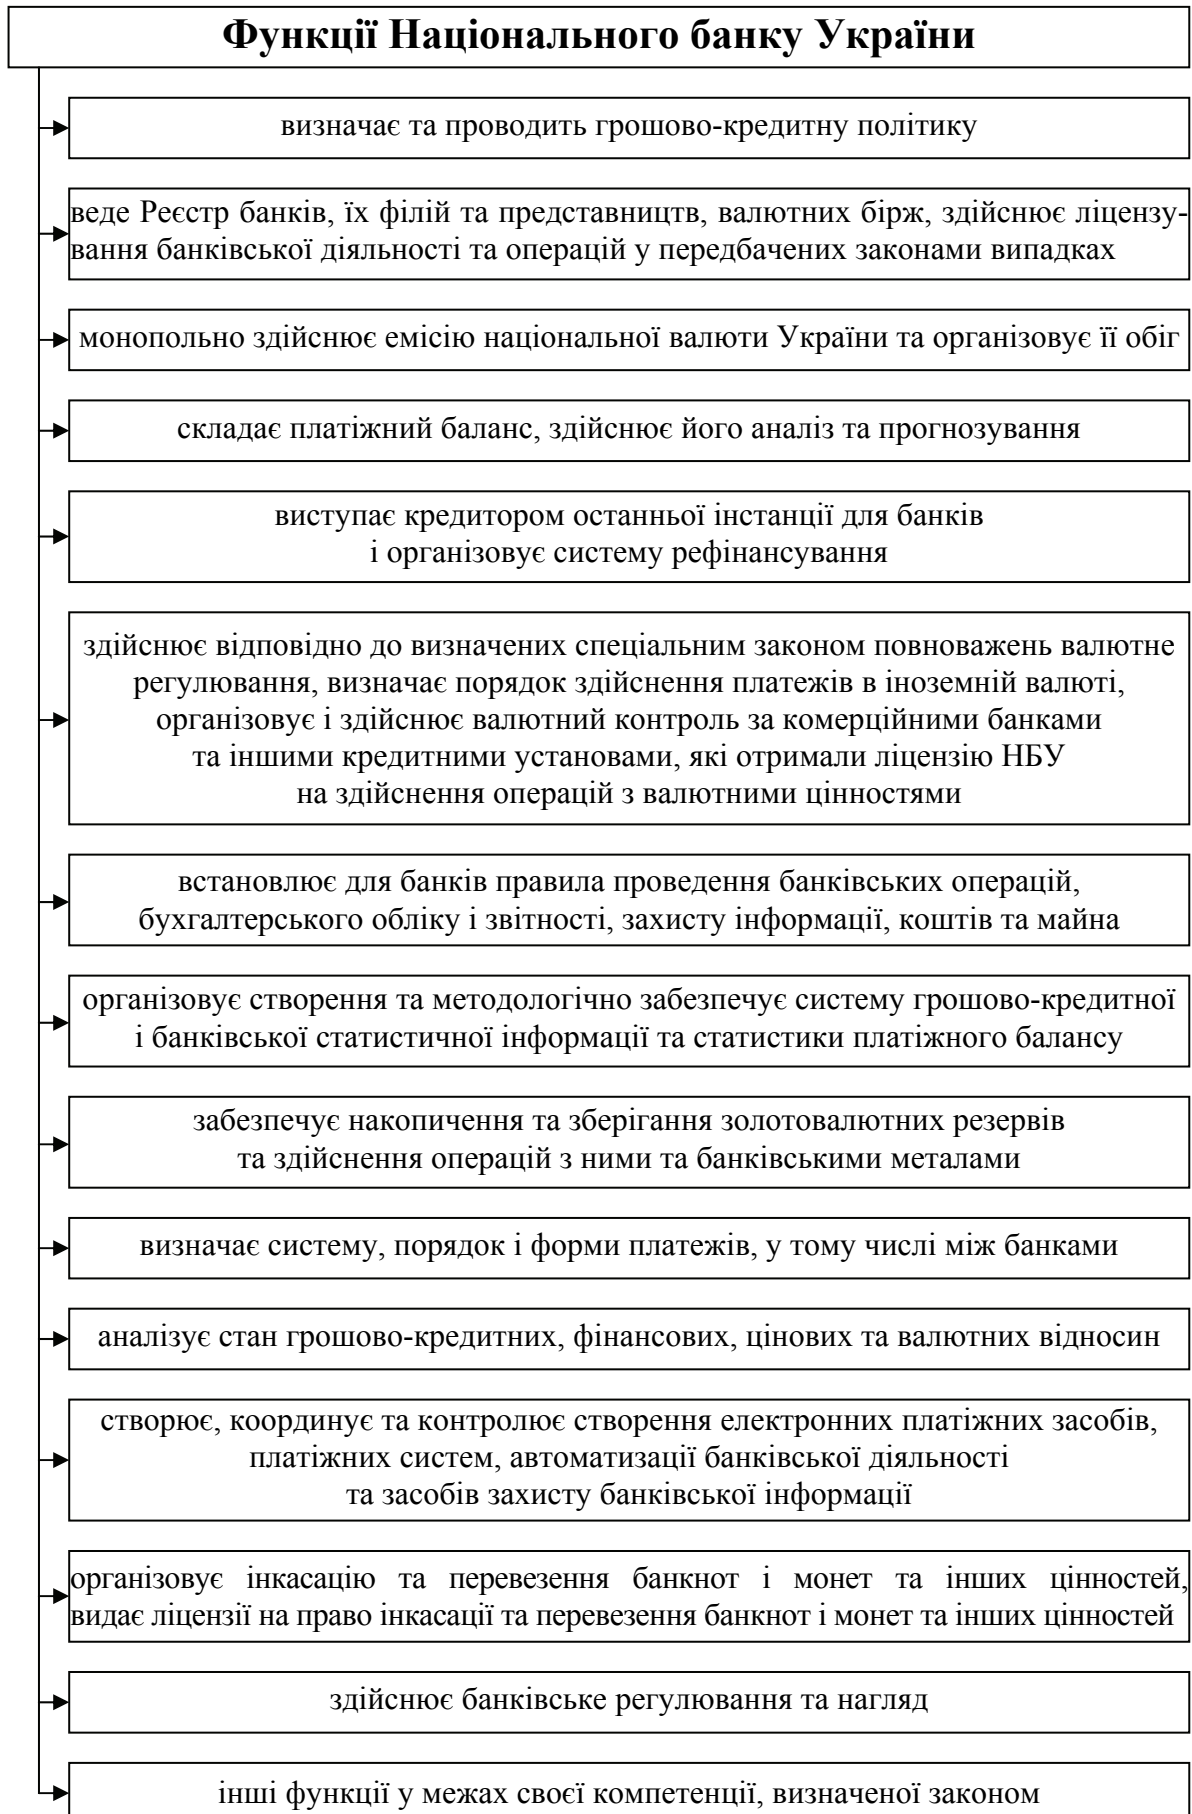 Функції Національного банку України
визначає та проводить грошово-кредитну політику
веде Реєстр банків, їх філій та представництв, валютних бірж, здійснює ліцензу-
вання банківської діяльності та операцій у передбачених законами випадках
монопольно здійснює емісію національної валюти України та організовує її обіг
складає платіжний баланс, здійснює його аналіз та прогнозування
виступає кредитором останньої інстанції для банків
і організовує систему рефінансування
здійснює відповідно до визначених спеціальним законом повноважень валютне
регулювання, визначає порядок здійснення платежів в іноземній валюті,
організовує і здійснює валютний контроль за комерційними банками
та іншими кредитними установами, які отримали ліцензію НБУ
на здійснення операцій з валютними цінностями
встановлює для банків правила проведення банківських операцій,
бухгалтерського обліку і звітності, захисту інформації, коштів та майна
організовує створення та методологічно забезпечує систему грошово-кредитної
і банківської статистичної інформації та статистики платіжного балансу
забезпечує накопичення та зберігання золотовалютних резервів
та здійснення операцій з ними та банківськими металами
визначає систему, порядок і форми платежів, у тому числі між банками
аналізує стан грошово-кредитних, фінансових, цінових та валютних відносин
створює, координує та контролює створення електронних платіжних засобів,
платіжних систем, автоматизації банківської діяльності
та засобів захисту банківської інформації
організовує інкасацію та перевезення банкнот і монет та інших цінностей,
видає ліцензії на право інкасації та перевезення банкнот і монет та інших цінностей
здійснює банківське регулювання та нагляд
інші функції у межах своєї компетенції, визначеної законом